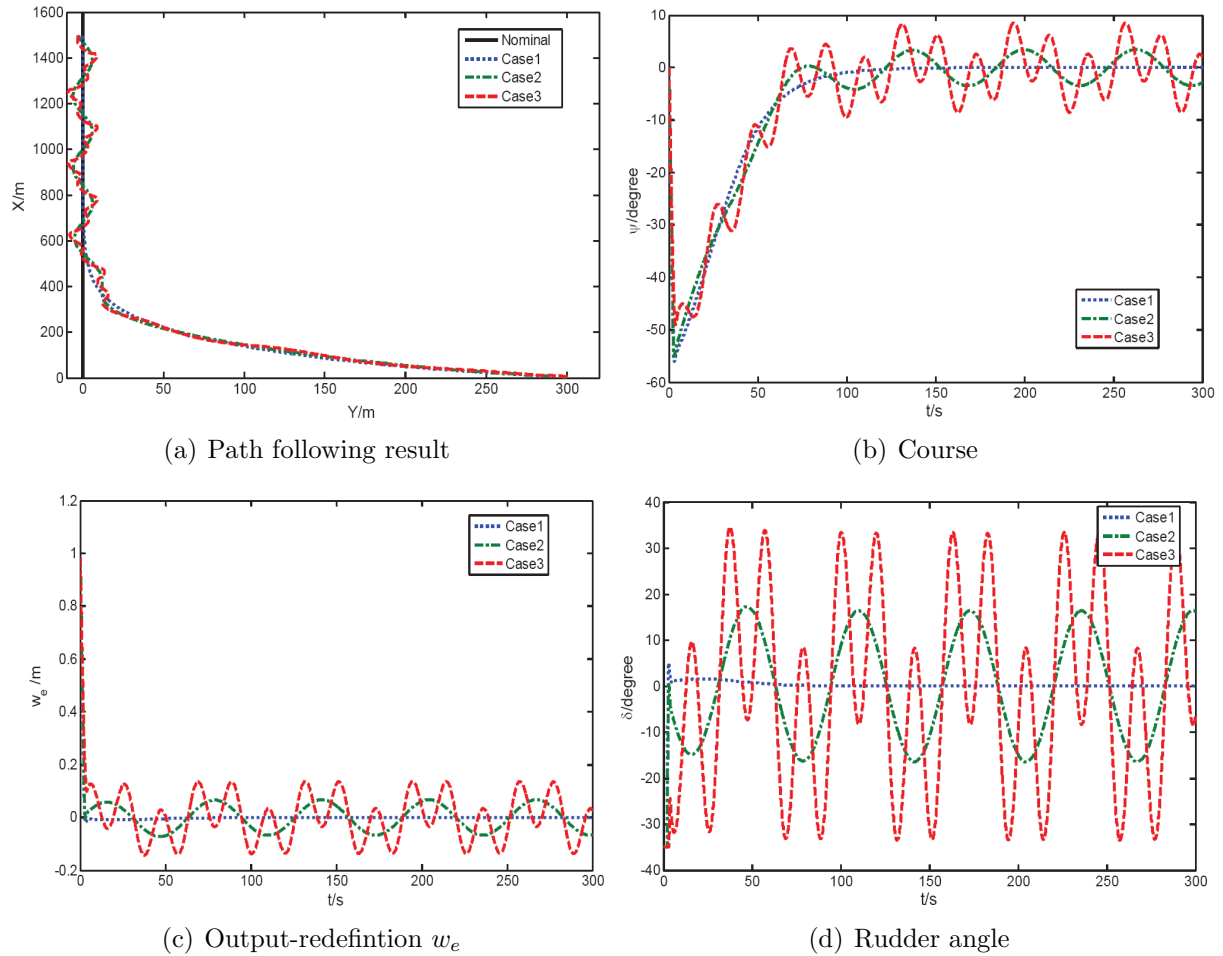 1600
1400
1200
1000
800
600
400
200
0
X/m
0 50 100 150 200 250 300
Y/m
Nominal
Case1
Case2
Case3
(a) Path following result
10
0
-10
-20
-30
-40
-50
-60
ψ/degree
0 50 100 150 200 250 300
t/s
Case1
Case2
Case3
(b) Course
1.2
1
0.8
0.6
0.4
0.2
0
-0.2
w_e /m
0 50 100 150 200 250 300
t/s
Case1
Case2
Case3
(c) Output-redefintion w_e
40
30
20
10
0
-10
-20
-30
-40
δ/degree
0 50 100 150 200 250 300
t/s
Case1
Case2
Case3
(d) Rudder angle